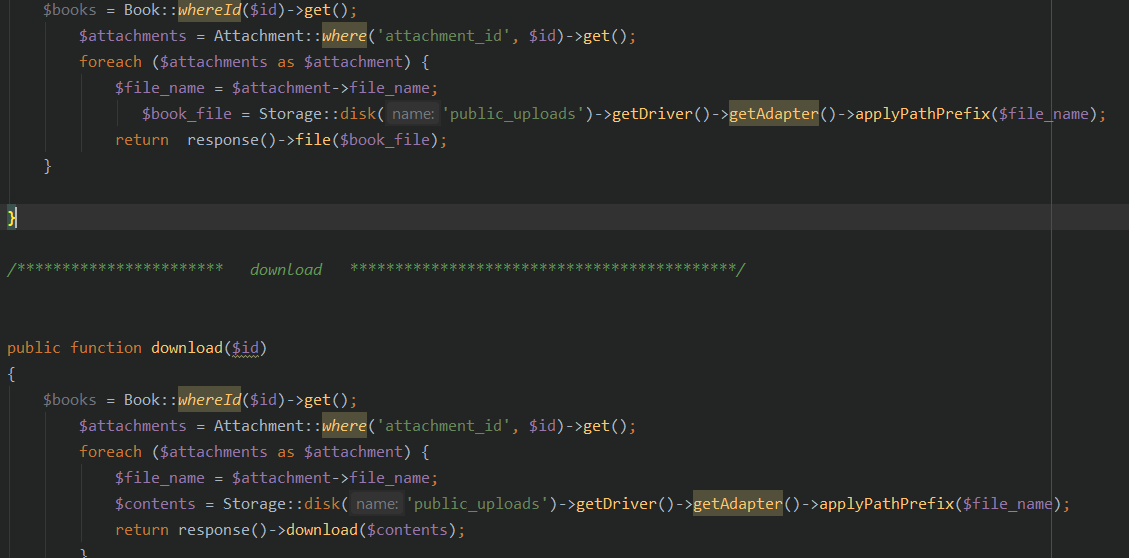 $books = Book::whereId($id)->get();
$attachments = Attachment::where('attachment_id', $id)->get();
foreach ($attachments as $attachment) {
$file_name = $attachment->file_name;
$book_file = Storage::disk( name: 'public_uploads')->getDriver()->getAdapter()->applyPathPrefix($file_name);
return  response()->file($book_file);
}
}
/*********************** download *******************************************/
public function download($id)
{
$books = Book::whereId($id)->get();
$attachments = Attachment::where('attachment_id', $id)->get();
foreach ($attachments as $attachment) {
$file_name = $attachment->file_name;
$contents = Storage::disk( name: 'public_uploads')->getDriver()->getAdapter()->applyPathPrefix($file_name);
return response()->download($contents);
}